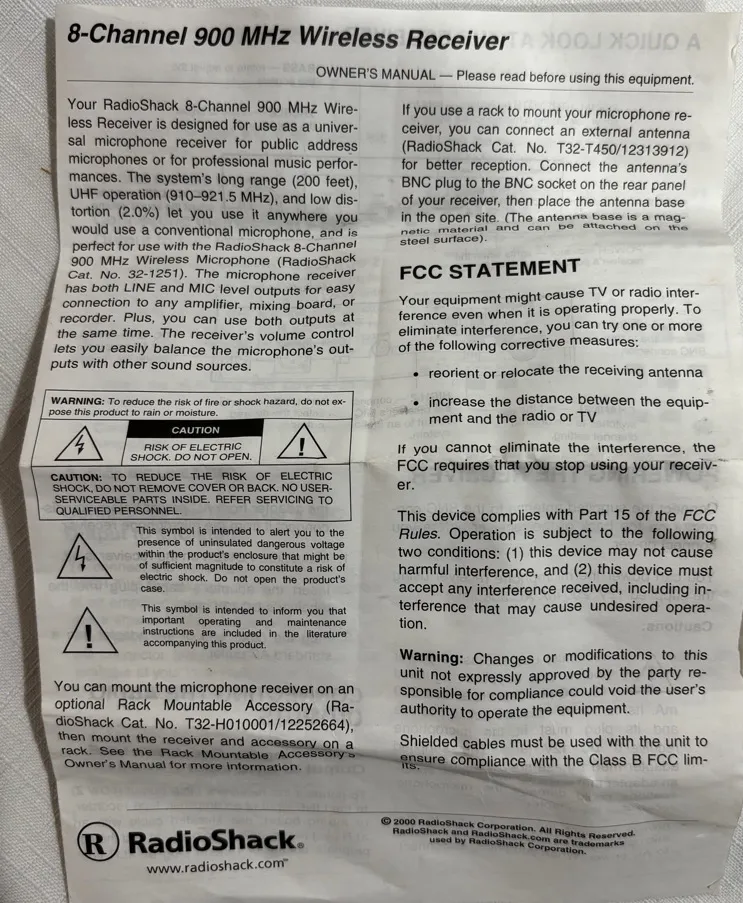 8-Channel 900 MHz Wireless Receiver
OWNER'S MANUAL — Please read before using this equipment.
Your RadioShack 8-Channel 900 MHz Wire-
less Receiver is designed for use as a univer-
sal microphone receiver for public address
microphones or for professional music perfor-
mances. The system's long range (200 feet),
UHF operation (910–921.5 MHz), and low dis-
tortion (2.0%) let you use it anywhere you
would use a conventional microphone, and is
perfect for use with the RadioShack 8-Channel
900 MHz Wireless Microphone (RadioShack
Cat. No. 32-1251). The microphone receiver
has both LINE and MIC level outputs for easy
connection to any amplifier, mixing board, or
recorder. Plus, you can use both outputs at
the same time. The receiver's volume control
lets you easily balance the microphone's out-
puts with other sound sources.
WARNING: To reduce the risk of fire or shock hazard, do not ex-
pose this product to rain or moisture.
CAUTION
RISK OF ELECTRIC
SHOCK. DO NOT OPEN.
!
CAUTION: TO REDUCE THE RISK OF ELECTRIC
SHOCK, DO NOT REMOVE COVER OR BACK. NO USER-
SERVICEABLE PARTS INSIDE. REFER SERVICING TO
QUALIFIED PERSONNEL.
This symbol is intended to alert you to the
presence of uninsulated dangerous voltage
within the product's enclosure that might be
of sufficient magnitude to constitute a risk of
electric shock. Do not open the product's
case.
!
This symbol is intended to inform you that
important operating and maintenance
instructions are included in the literature
accompanying this product.
You can mount the microphone receiver on an
optional Rack Mountable Accessory (Ra-
dioShack Cat. No. T32-H010001/12252664),
then mount the receiver and accessory on a
rack. See the Rack Mountable Accessory's
Owner's Manual for more information.
If you use a rack to mount your microphone re-
ceiver, you can connect an external antenna
(RadioShack Cat. No. T32-T450/12313912)
for better reception. Connect the antenna's
BNC plug to the BNC socket on the rear panel
of your receiver, then place the antenna base
in the open site. (The antenna base is a mag-
netic material and can be attached on the
steel surface).
FCC STATEMENT
Your equipment might cause TV or radio inter-
ference even when it is operating properly. To
eliminate interference, you can try one or more
of the following corrective measures:
• reorient or relocate the receiving antenna
• increase the distance between the equip-
ment and the radio or TV
If you cannot eliminate the interference, the
FCC requires that you stop using your receiv-
er.
This device complies with Part 15 of the FCC
Rules. Operation is subject to the following
two conditions: (1) this device may not cause
harmful interference, and (2) this device must
accept any interference received, including in-
terference that may cause undesired opera-
tion.
Warning: Changes or modifications to this
unit not expressly approved by the party re-
sponsible for compliance could void the user's
authority to operate the equipment.
Shielded cables must be used with the unit to
ensure compliance with the Class B FCC lim-
its.
R RadioShack®
www.radioshack.com℠
© 2000 RadioShack Corporation. All Rights Reserved.
RadioShack and RadioShack.com are trademarks
used by RadioShack Corporation.